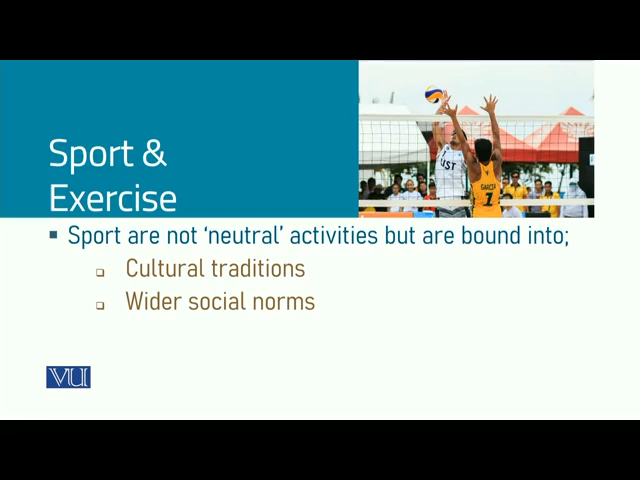 Sport &
Exercise
Sport are not ‘neutral’ activities but are bound into;
Cultural traditions
Wider social norms
VU
UST
GARCIA
1